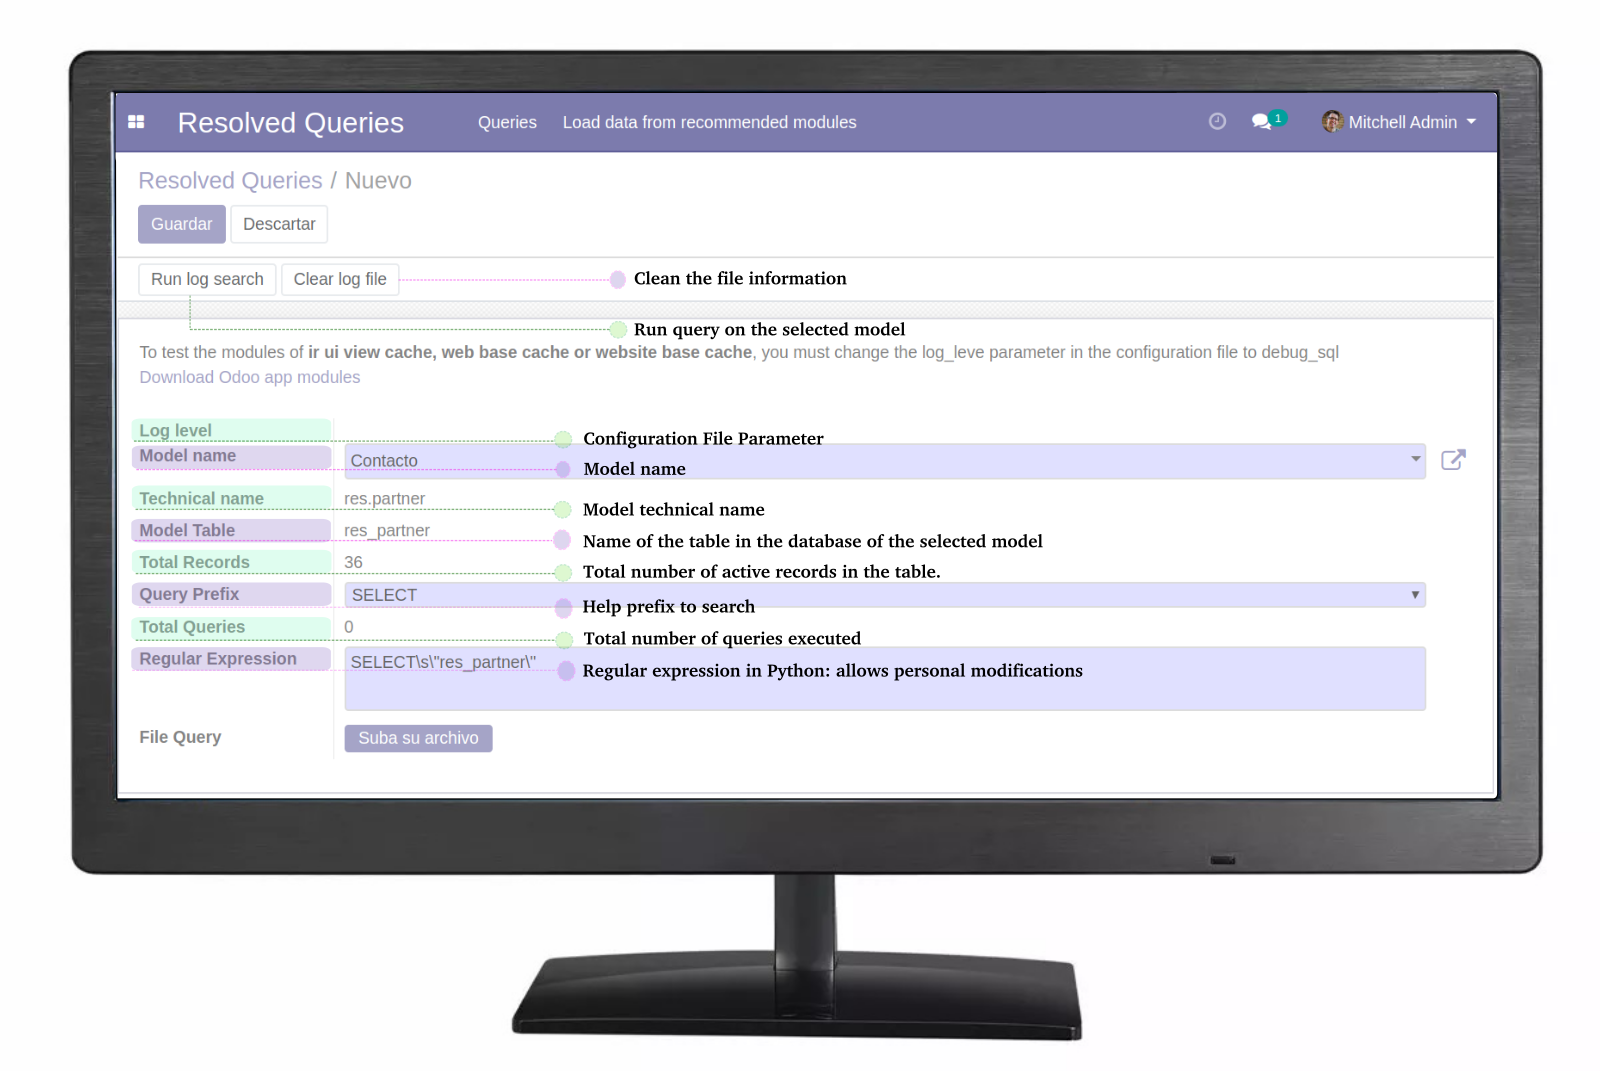 Resolved Queries Queries Load data from recommended modules 1 Mitchell Admin
Resolved Queries / Nuevo
Guardar Descartar
Run log search Clear log file Clean the file information
Run query on the selected model
To test the modules of ir ui view cache, web base cache or website base cache, you must change the log_leve parameter in the configuration file to debug_sql
Download Odoo app modules
Log level Configuration File Parameter
Model name Contacto Model name
Technical name res.partner Model technical name
Model Table res_partner Name of the table in the database of the selected model
Total Records 36 Total number of active records in the table.
Query Prefix SELECT Help prefix to search
Total Queries 0 Total number of queries executed
Regular Expression SELECT\s\"res_partner\" Regular expression in Python: allows personal modifications
File Query Suba su archivo